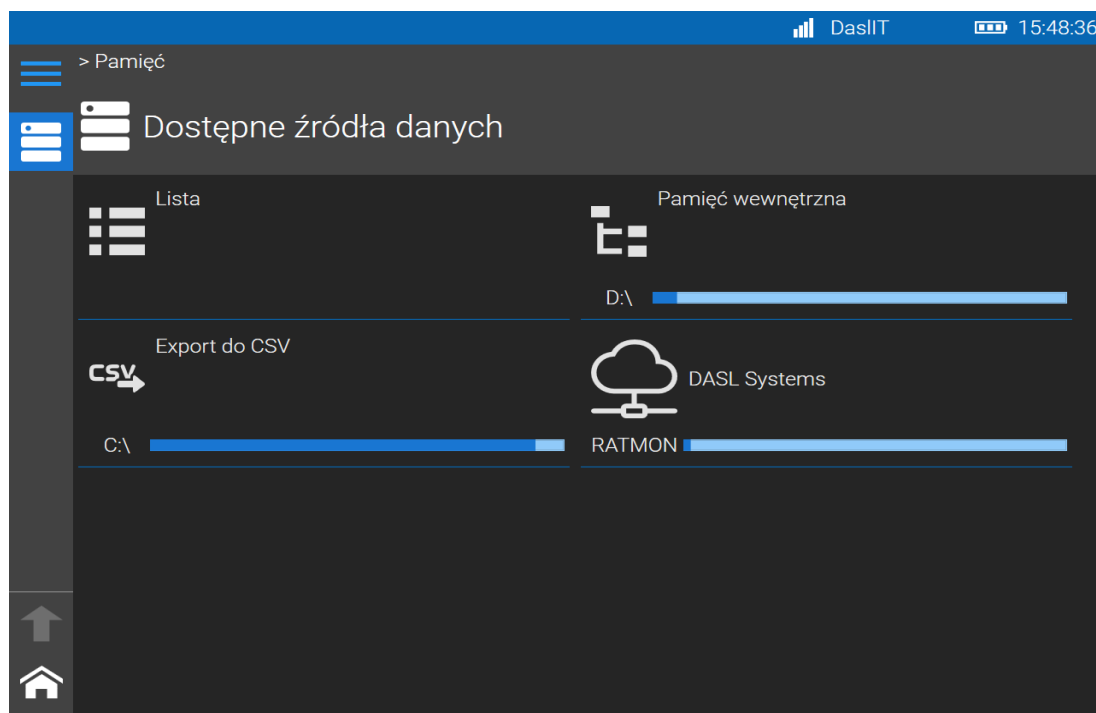 DaslIT 15:48:36
> Pamięć
Dostępne źródła danych
Lista
Pamięć wewnętrzna
D:\
Export do CSV
CSV
C:\
DASL Systems
RATMON